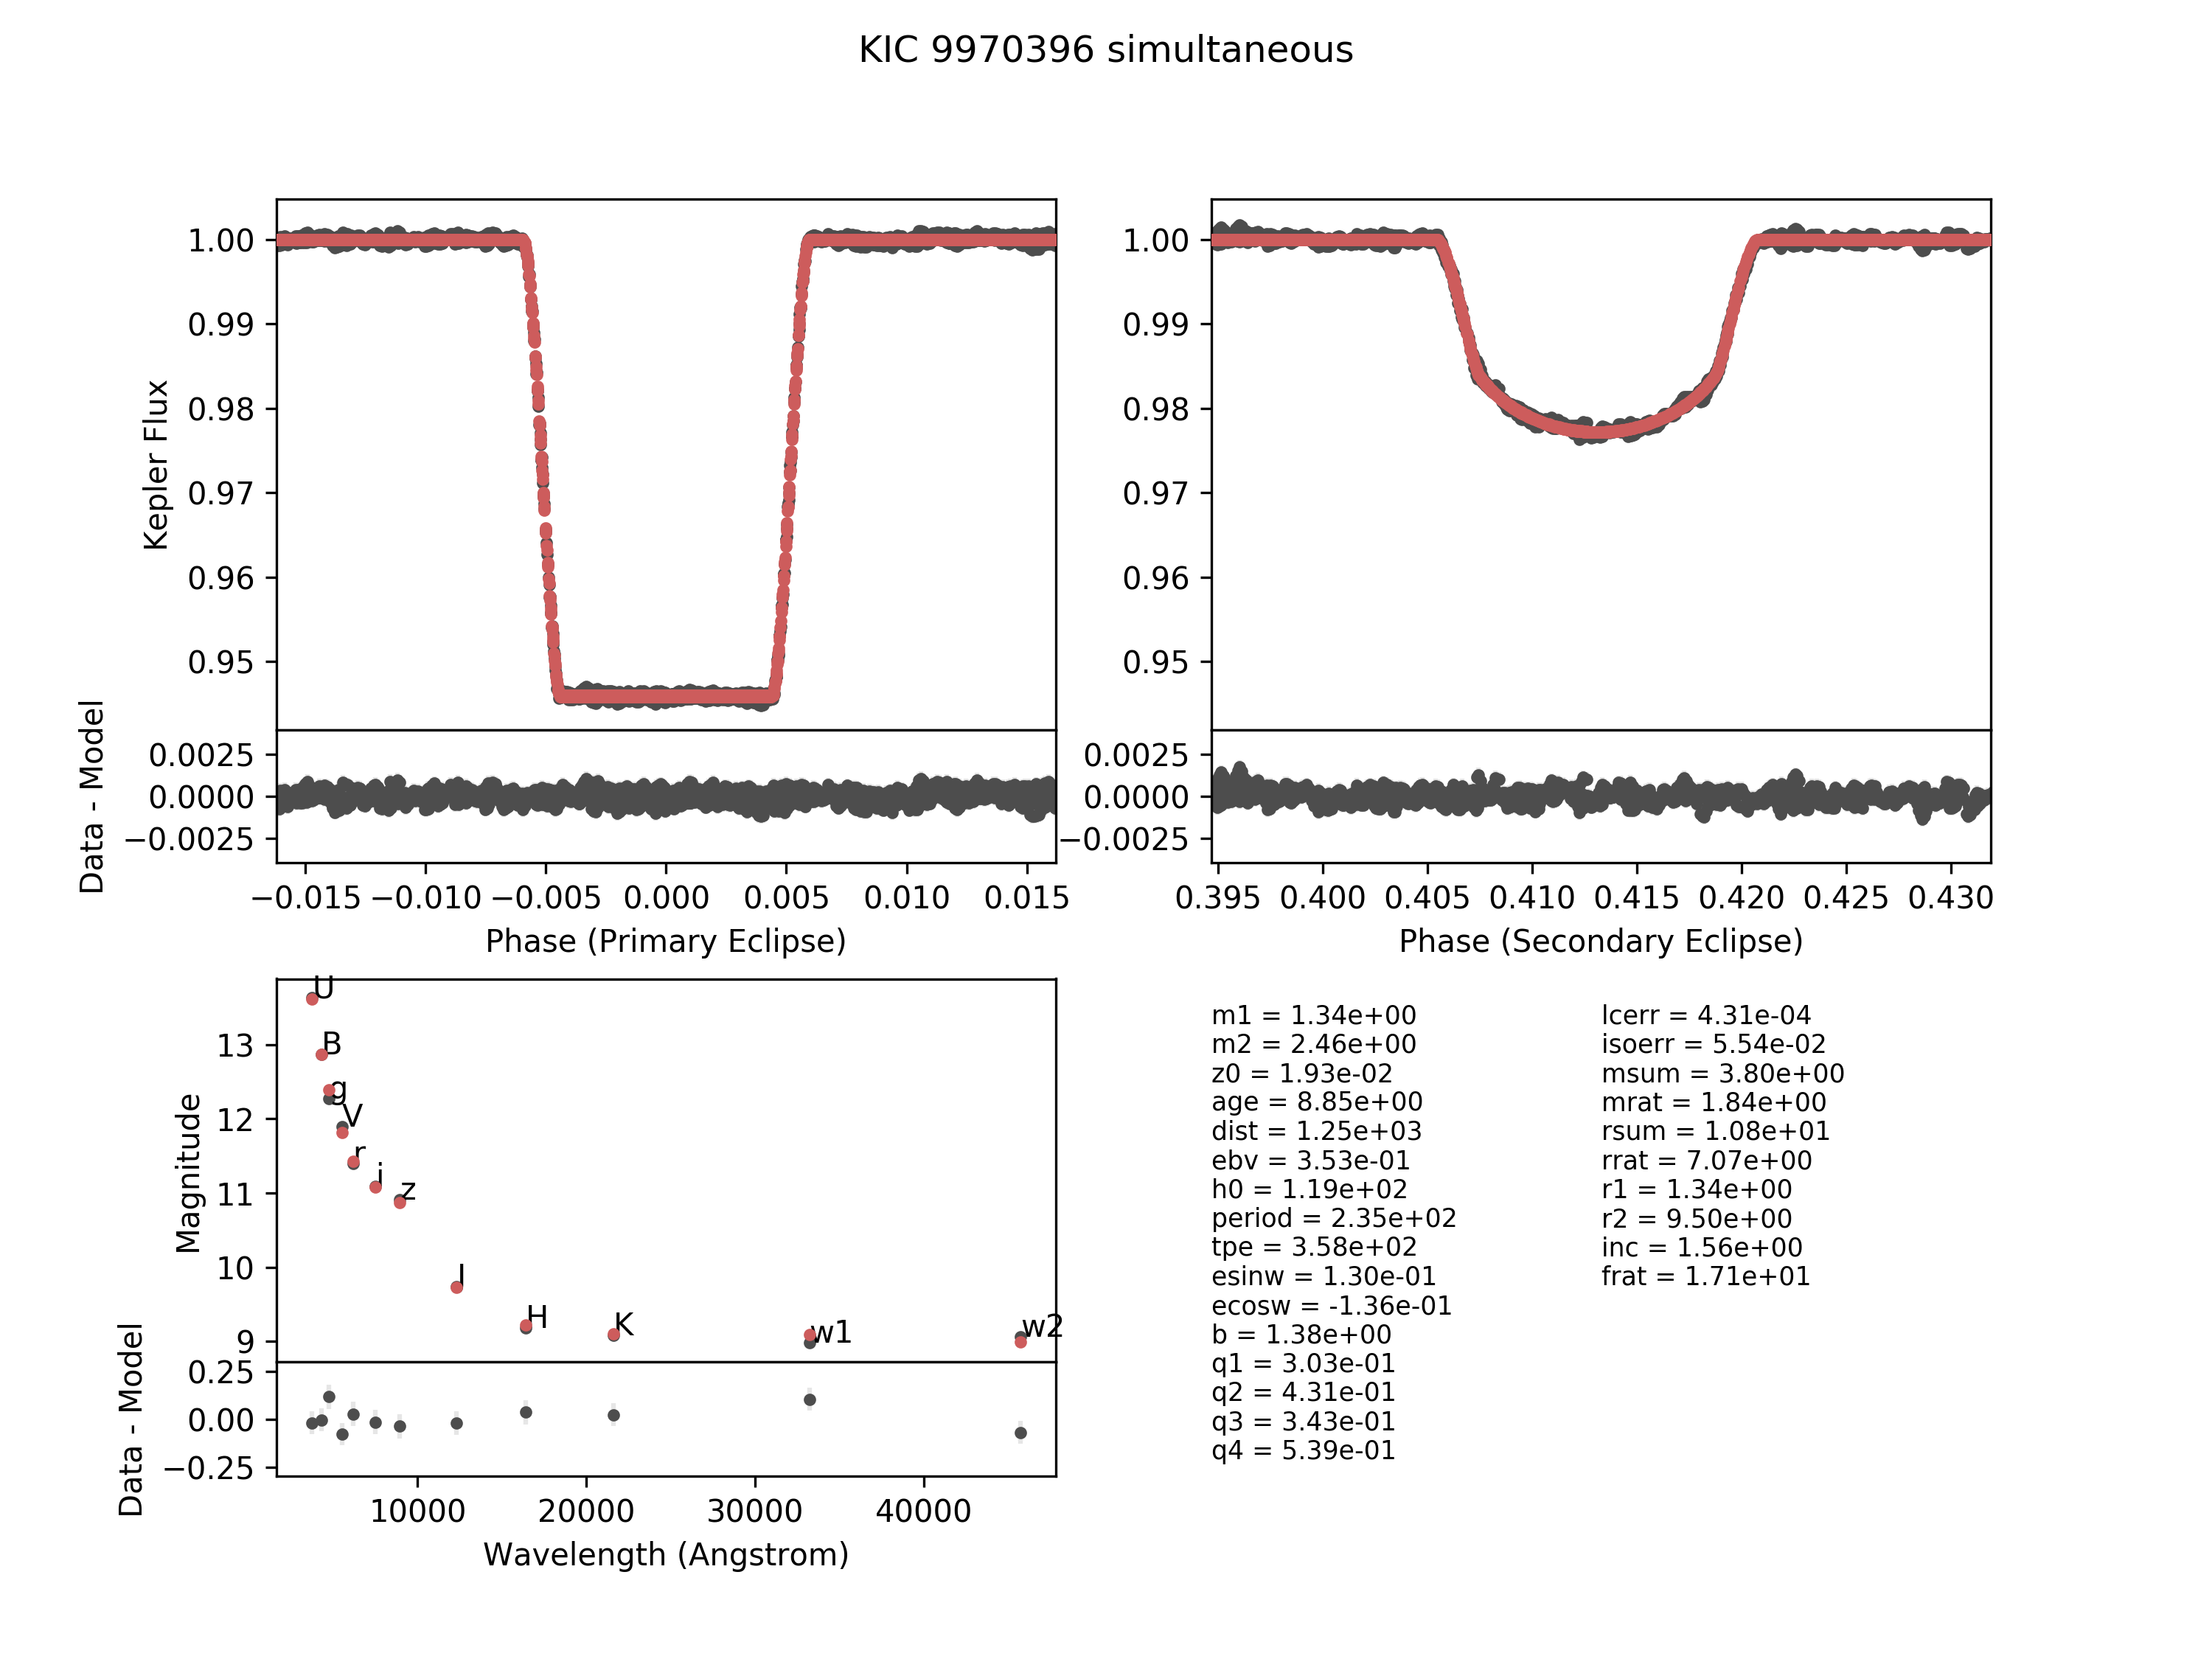 KIC 9970396 simultaneous
Kepler Flux
1.00
0.99
0.98
0.97
0.96
0.95
Data - Model
0.0025
0.0000
−0.0025
−0.015 −0.010 −0.005 0.000 0.005 0.010 0.015
Phase (Primary Eclipse)
1.00
0.99
0.98
0.97
0.96
0.95
0.0025
0.0000
−0.0025
0.395 0.400 0.405 0.410 0.415 0.420 0.425 0.430
Phase (Secondary Eclipse)
Magnitude
13
12
11
10
9
U
B
g
V
r
i
z
J
H
K
w1
w2
Data - Model
0.25
0.00
−0.25
10000 20000 30000 40000
Wavelength (Angstrom)
m1 = 1.34e+00
m2 = 2.46e+00
z0 = 1.93e-02
age = 8.85e+00
dist = 1.25e+03
ebv = 3.53e-01
h0 = 1.19e+02
period = 2.35e+02
tpe = 3.58e+02
esinw = 1.30e-01
ecosw = -1.36e-01
b = 1.38e+00
q1 = 3.03e-01
q2 = 4.31e-01
q3 = 3.43e-01
q4 = 5.39e-01
lcerr = 4.31e-04
isoerr = 5.54e-02
msum = 3.80e+00
mrat = 1.84e+00
rsum = 1.08e+01
rrat = 7.07e+00
r1 = 1.34e+00
r2 = 9.50e+00
inc = 1.56e+00
frat = 1.71e+01